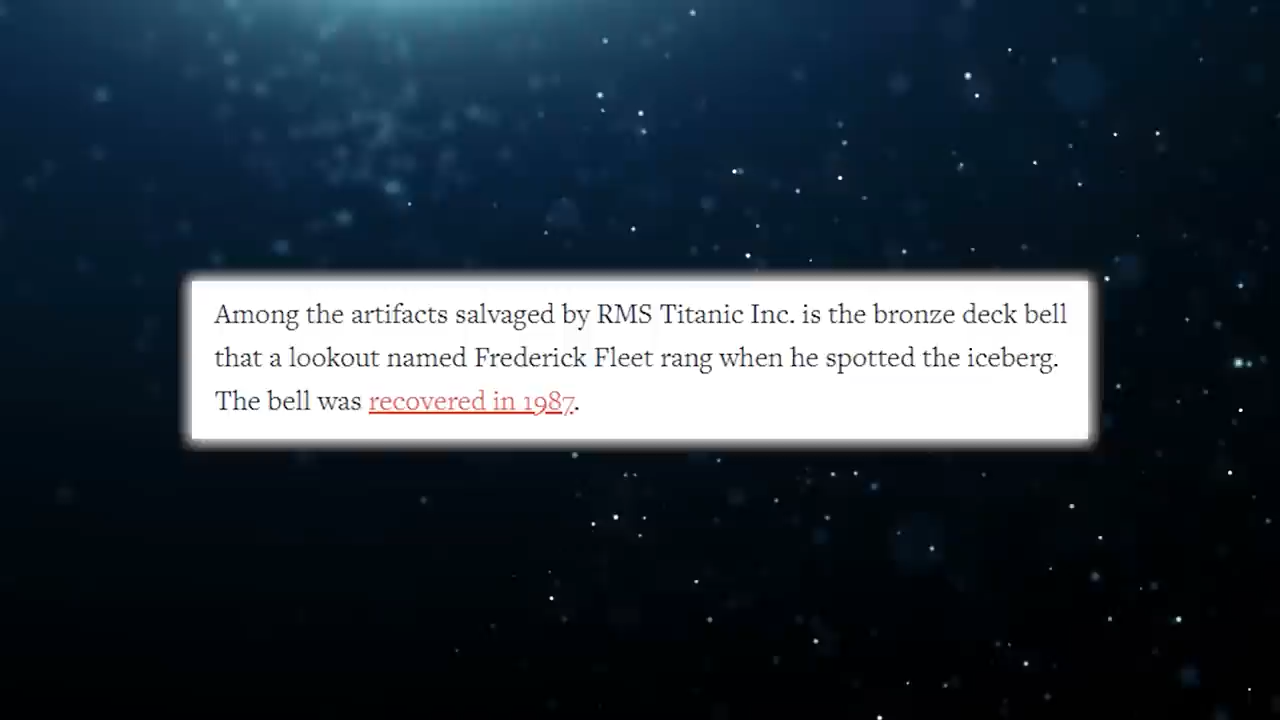 Among the artifacts salvaged by RMS Titanic Inc. is the bronze deck bell
that a lookout named Frederick Fleet rang when he spotted the iceberg.
The bell was recovered in 1987.